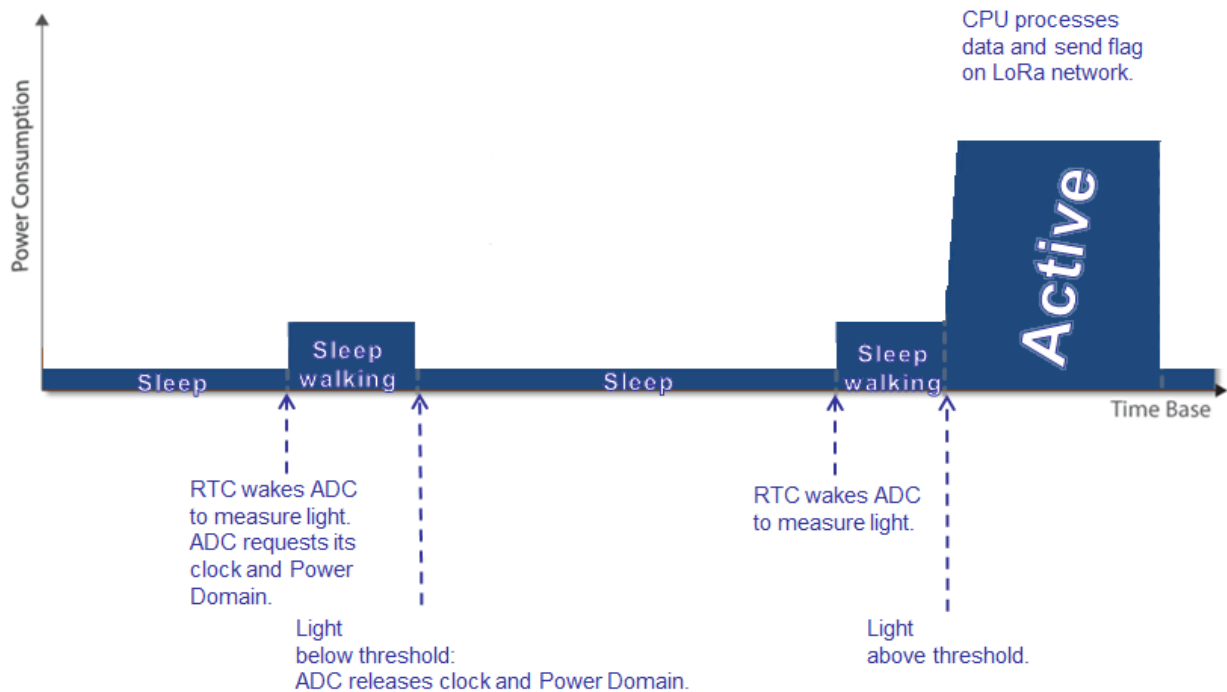 CPU processes
data and send flag
on LoRa network.
Power Consumption
Active
Sleep
walking
Sleep
walking
Sleep
Sleep
Time Base
RTC wakes ADC
to measure light.
ADC requests its
clock and Power
Domain.
RTC wakes ADC
to measure light.
Light
below threshold:
ADC releases clock and Power Domain.
Light
above threshold.